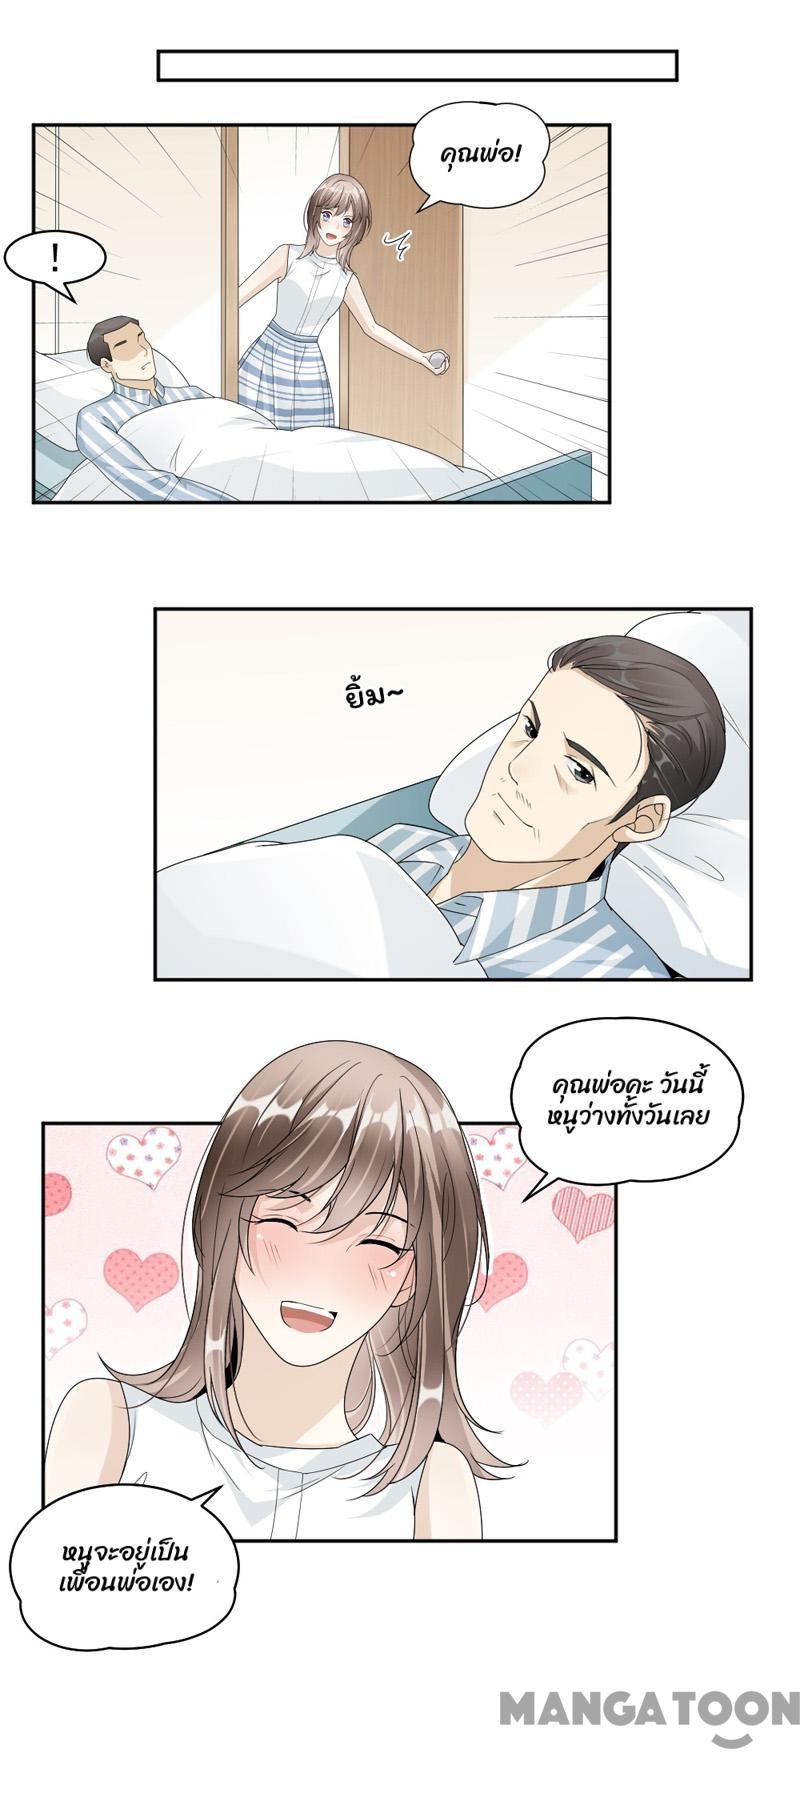 คุณพ่อ!
!
ยิ้ม~
คุณพ่อคะ วันนี้
หนูว่างทั้งวันเลย
หนูจะอยู่เป็น
เพื่อนพ่อเอง!
MANGATOON